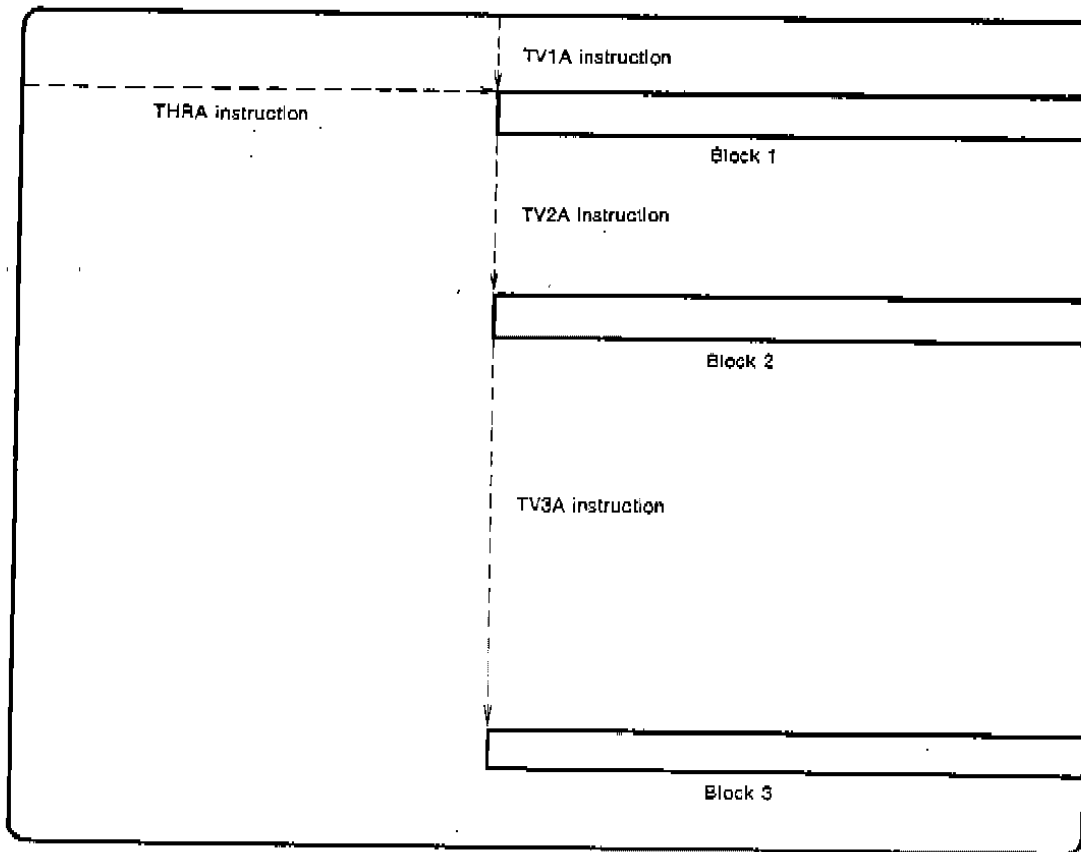 TV1A instruction
THRA instruction
Block 1
TV2A instruction
Block 2
TV3A instruction
Block 3